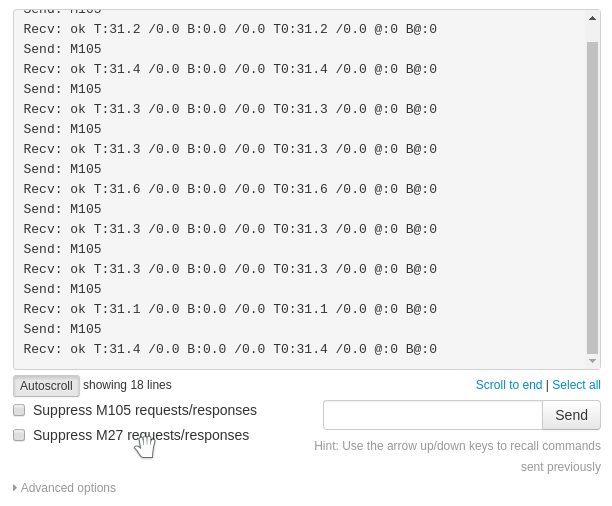 Send: M105
Recv: ok T:31.2 /0.0 B:0.0 /0.0 T0:31.2 /0.0 @:0 B@:0
Send: M105
Recv: ok T:31.4 /0.0 B:0.0 /0.0 T0:31.4 /0.0 @:0 B@:0
Send: M105
Recv: ok T:31.3 /0.0 B:0.0 /0.0 T0:31.3 /0.0 @:0 B@:0
Send: M105
Recv: ok T:31.3 /0.0 B:0.0 /0.0 T0:31.3 /0.0 @:0 B@:0
Send: M105
Recv: ok T:31.6 /0.0 B:0.0 /0.0 T0:31.6 /0.0 @:0 B@:0
Send: M105
Recv: ok T:31.3 /0.0 B:0.0 /0.0 T0:31.3 /0.0 @:0 B@:0
Send: M105
Recv: ok T:31.3 /0.0 B:0.0 /0.0 T0:31.3 /0.0 @:0 B@:0
Send: M105
Recv: ok T:31.1 /0.0 B:0.0 /0.0 T0:31.1 /0.0 @:0 B@:0
Send: M105
Recv: ok T:31.4 /0.0 B:0.0 /0.0 T0:31.4 /0.0 @:0 B@:0
Autoscroll showing 18 lines
Scroll to end | Select all
Suppress M105 requests/responses
Suppress M27 requests/responses
Send
Hint: Use the arrow up/down keys to recall commands
sent previously
Advanced options